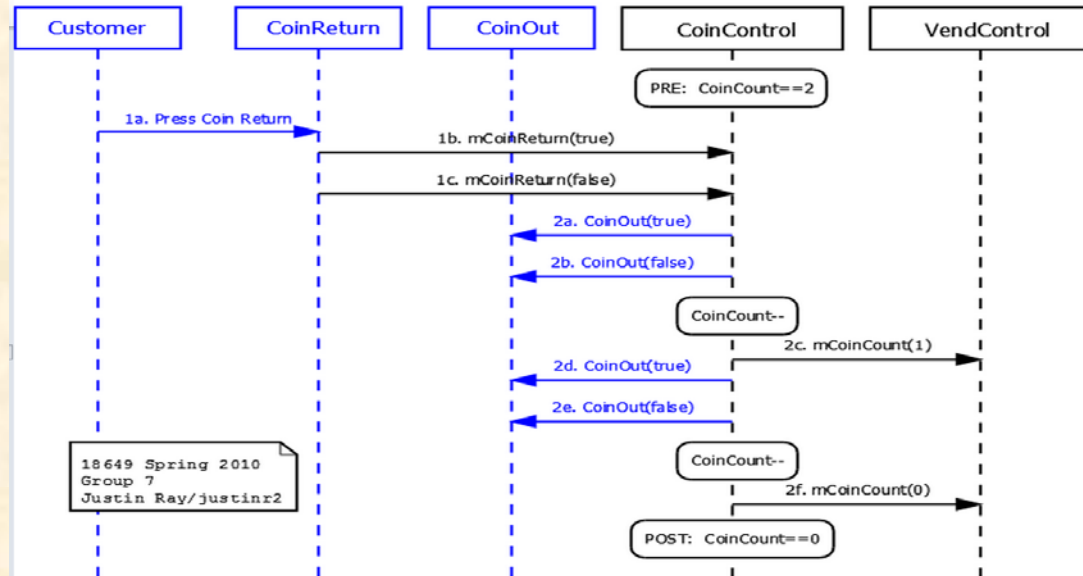 Customer
CoinReturn
CoinOut
CoinControl
VendControl
PRE: CoinCount==2
1a. Press Coin Return
1b. mCoinReturn(true)
1c. mCoinReturn(false)
2a. CoinOut(true)
2b. CoinOut(false)
CoinCount--
2c. mCoinCount(1)
2d. CoinOut(true)
2e. CoinOut(false)
CoinCount--
18649 Spring 2010
Group 7
Justin Ray/justinr2
2f. mCoinCount(0)
POST: CoinCount==0